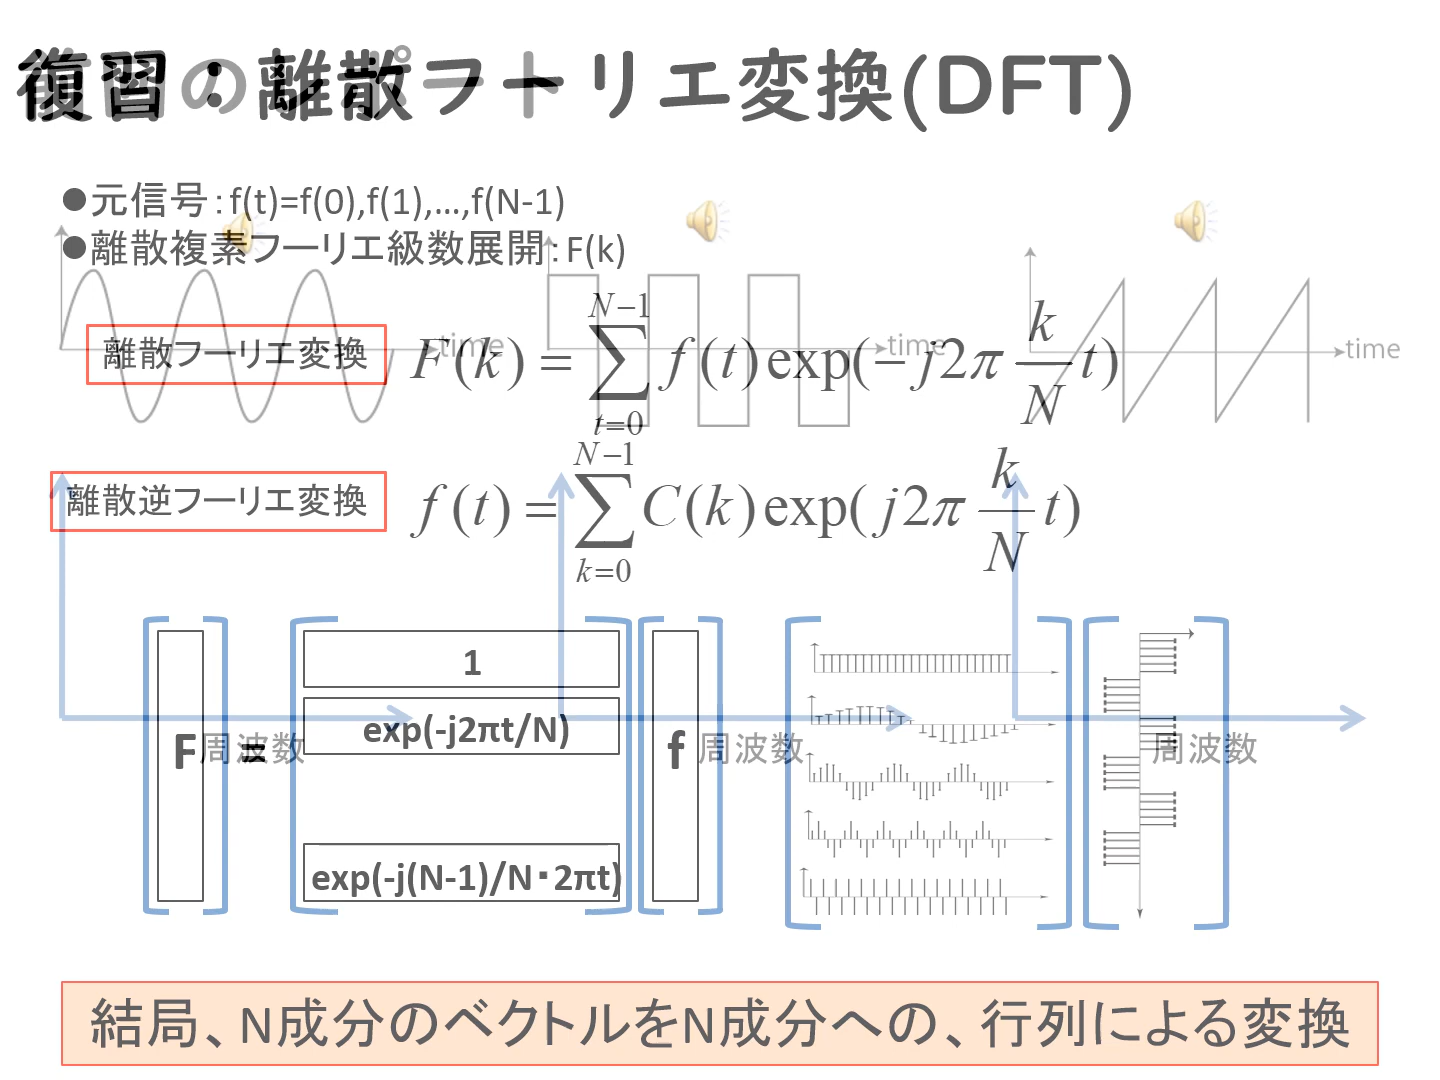 復習：離散フーリエ変換(DFT)
●元信号：f(t)=f(0),f(1),…,f(N-1)
●離散複素フーリエ級数展開：F(k)
離散フーリエ変換 F(k) = \sum_{t=0}^{N-1} f(t) exp(-j2π \frac{k}{N} t)
time
time
time
離散逆フーリエ変換 f(t) = \sum_{k=0}^{N-1} C(k) exp(j2π \frac{k}{N} t)
F = f
1
exp(-j2πt/N)
exp(-j(N-1)/N・2πt)
周波数
周波数
周波数
結局、N成分のベクトルをN成分への、行列による変換